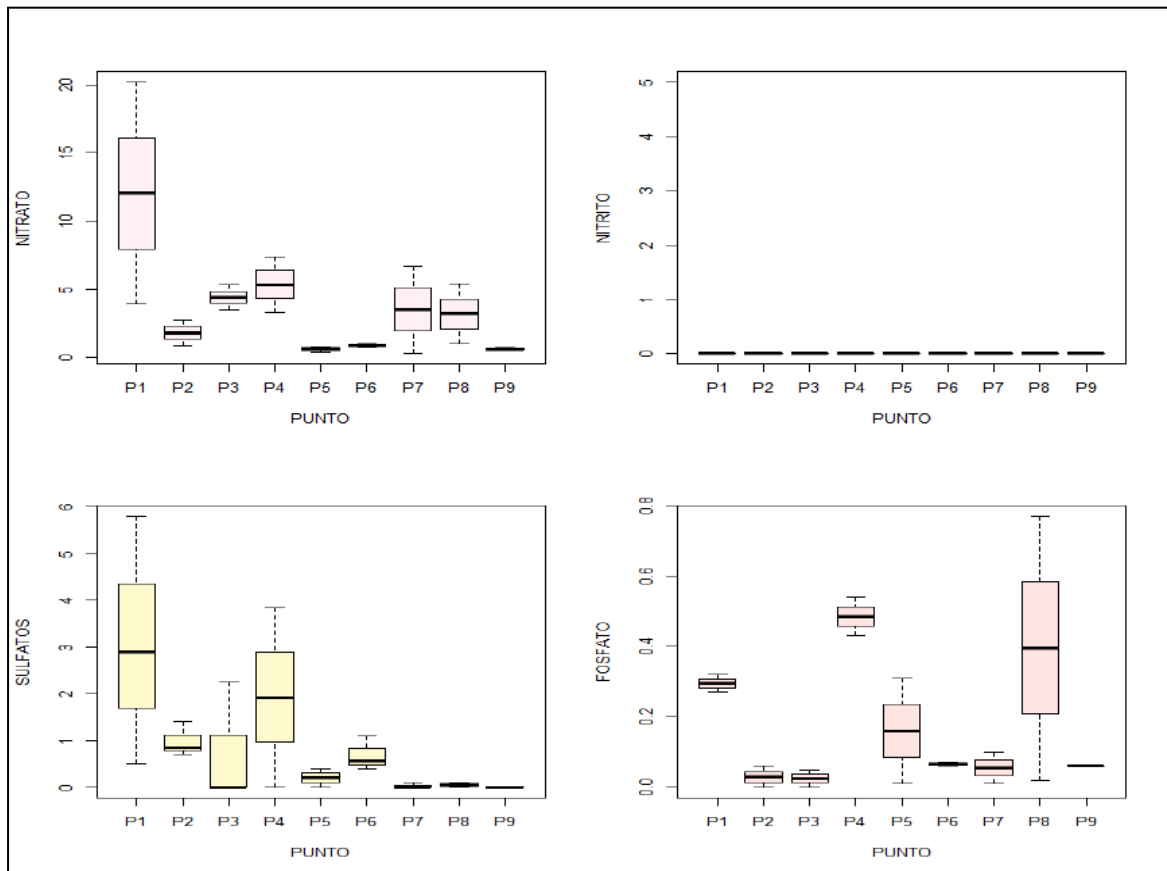 NITRATO
20
15
10
5
0
P1 P2 P3 P4 P5 P6 P7 P8 P9
PUNTO
NITRITO
5
4
3
2
1
0
P1 P2 P3 P4 P5 P6 P7 P8 P9
PUNTO
SULFATOS
6
5
4
3
2
1
0
P1 P2 P3 P4 P5 P6 P7 P8 P9
PUNTO
FOSFATO
0.8
0.6
0.4
0.2
0.0
P1 P2 P3 P4 P5 P6 P7 P8 P9
PUNTO